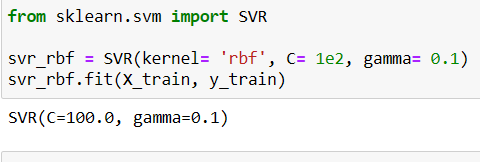 from sklearn.svm import SVR
svr_rbf = SVR(kernel= 'rbf', C= 1e2, gamma= 0.1)
svr_rbf.fit(X_train, y_train)
SVR(C=100.0, gamma=0.1)